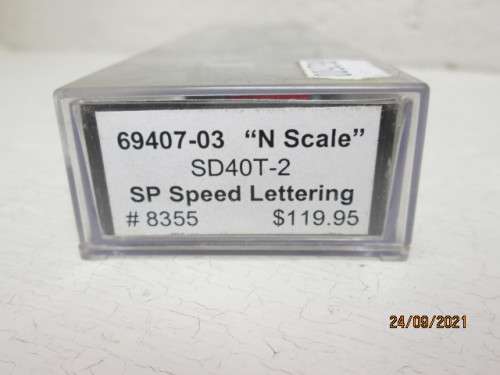 69407-03 “N Scale”
SD40T-2
SP Speed Lettering
# 8355 $119.95
24/09/2021